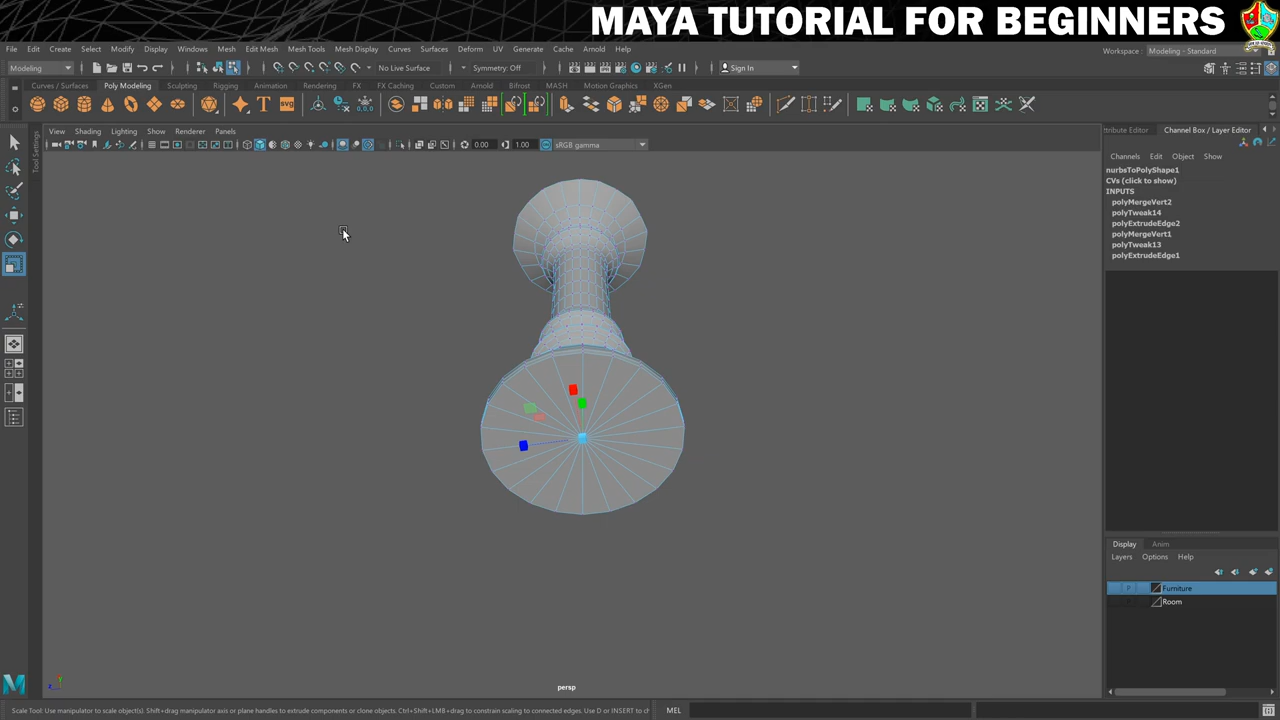 MAYA TUTORIAL FOR BEGINNERS
File Edit Create Select Modify Display Windows Mesh Edit Mesh Mesh Tools Mesh Display Curves Surfaces Deform UV Generate Cache Arnold Help
Workspace : Modeling - Standard
Modeling No Live Surface Symmetry: Off Sign In
Curves / Surfaces Poly Modeling Sculpting Rigging Animation Rendering FX FX Caching Custom Arnold Bifrost MASH Motion Graphics XGen
View Shading Lighting Show Renderer Panels
tribute Editor Channel Box / Layer Editor
0.00 1.00 sRGB gamma
Tool Settings
Channels Edit Object Show
nurbsToPolyShape1
CVs (click to show)
INPUTS
polyMergeVert2
polyTweak14
polyExtrudeEdge2
polyMergeVert1
polyTweak13
polyExtrudeEdge1
Display Anim
Layers Options Help
P Furniture
Room
persp
Scale Tool: Use manipulator to scale object(s). Shift+drag manipulator axis or plane handles to extrude components or clone objects. Ctrl+Shift+LMB+drag to constrain scaling to connected edges. Use D or INSERT to ch
MEL